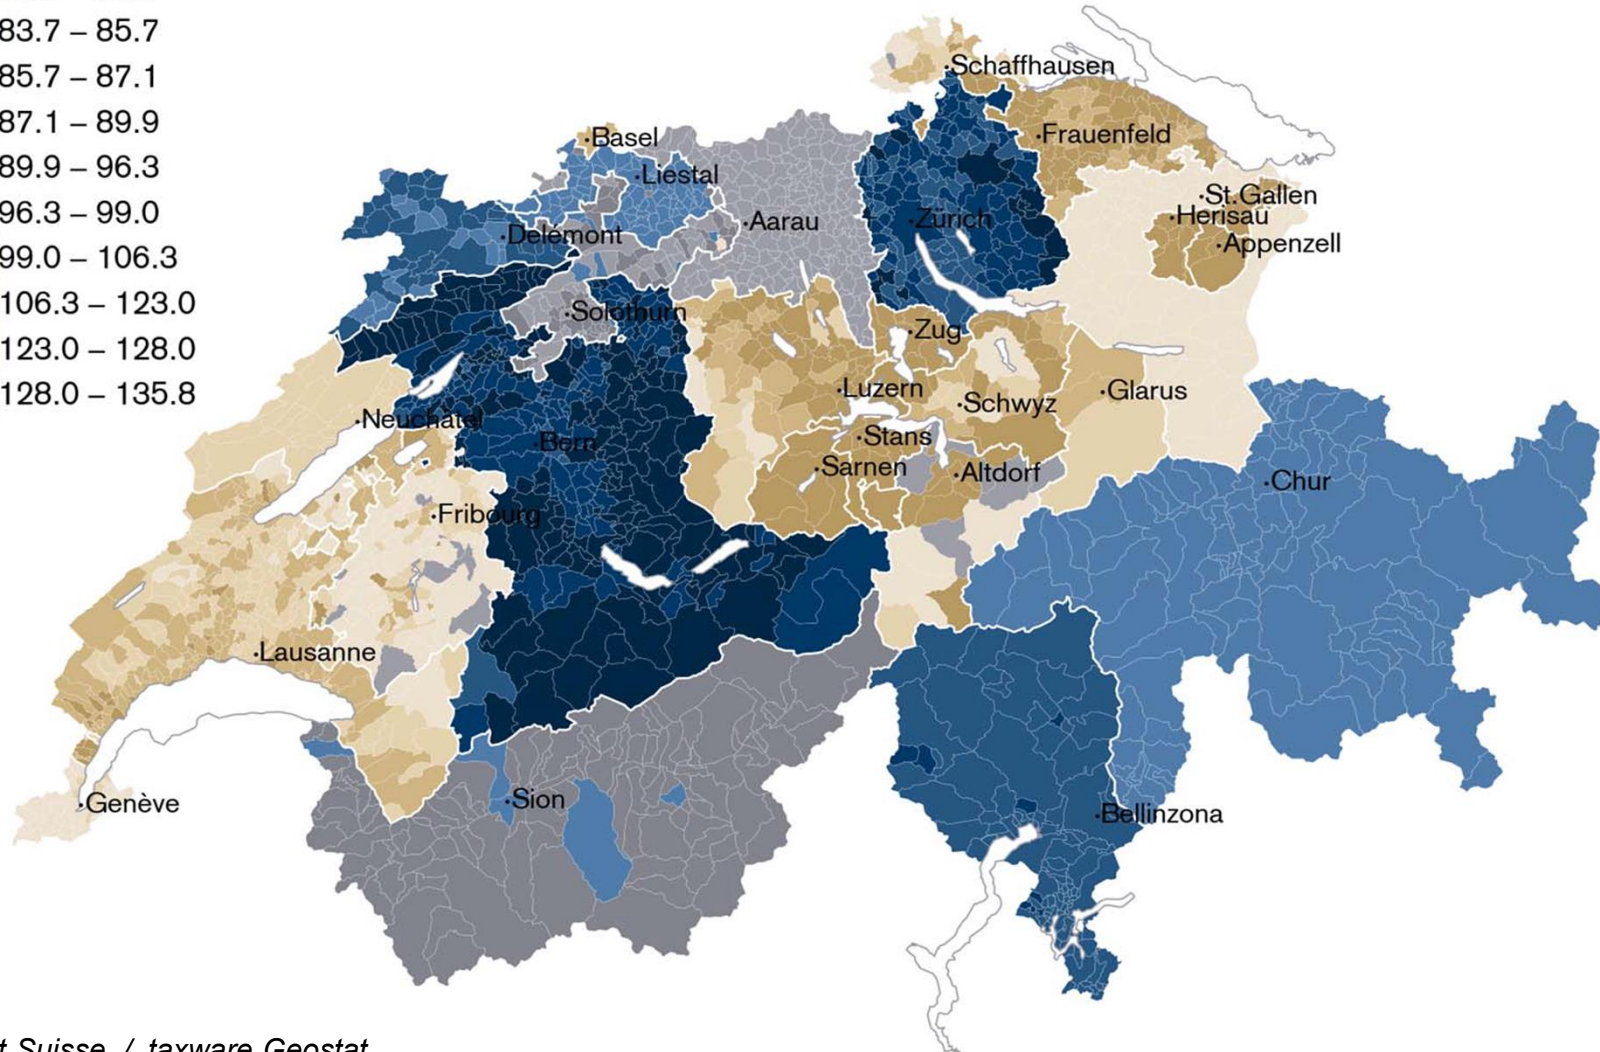 83.7 – 85.7
85.7 – 87.1
87.1 – 89.9
89.9 – 96.3
96.3 – 99.0
99.0 – 106.3
106.3 – 123.0
123.0 – 128.0
128.0 – 135.8
Schaffhausen
Basel
Frauenfeld
Liestal
St.Gallen
Herisau
Zürich
Aarau
Delémont
Appenzell
Solothurn
Zug
Luzern
Glarus
Schwyz
Neuchâtel
Bern
Stans
Sarnen
Altdorf
Chur
Fribourg
Lausanne
Sion
Genève
Bellinzona
t Suisse / taxware Geostat